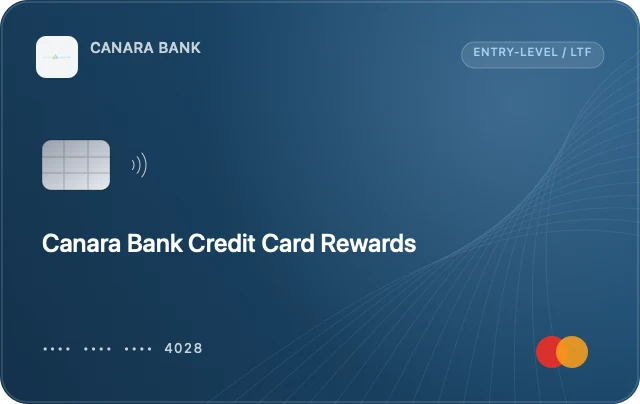 CANARA BANK
ENTRY-LEVEL / LTF
Canara Bank Credit Card Rewards
•••• •••• •••• 4028